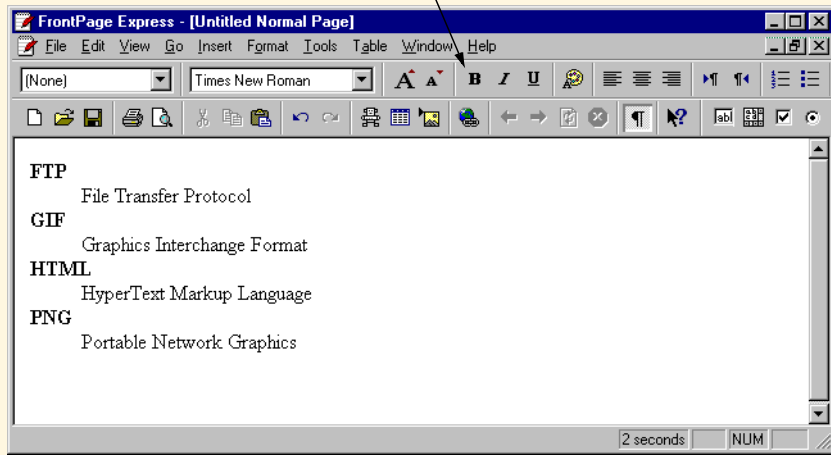 FrontPage Express - [Untitled Normal Page]
File Edit View Go Insert Format Tools Table Window Help
(None) Times New Roman A A B I U
abl
FTP
File Transfer Protocol
GIF
Graphics Interchange Format
HTML
HyperText Markup Language
PNG
Portable Network Graphics
2 seconds NUM